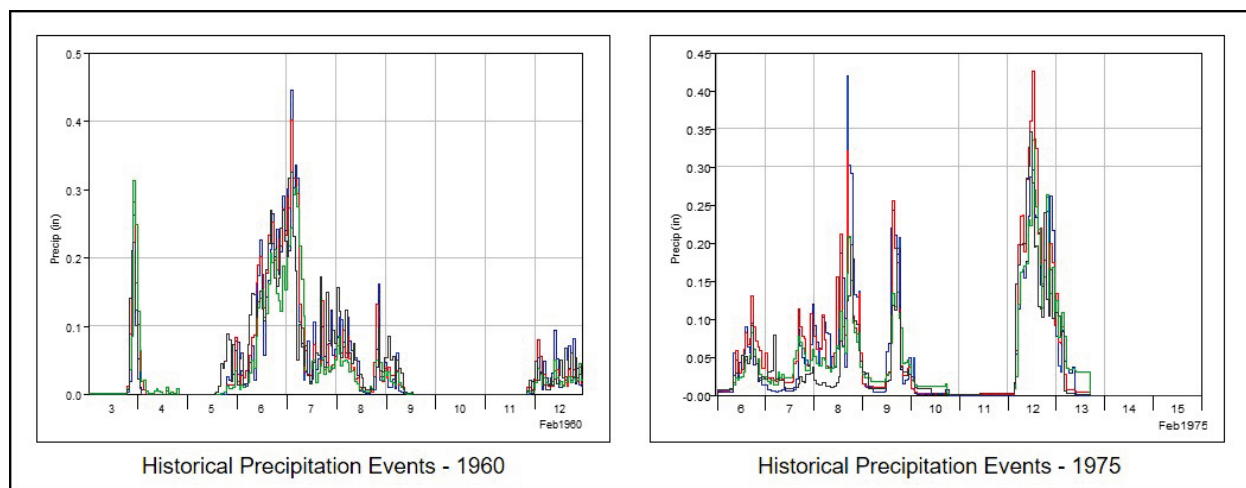 0.5
0.4
0.3
0.2
0.1
0.0
Precip (in)
3 4 5 6 7 8 9 10 11 12
Feb1960
Historical Precipitation Events - 1960
0.45
0.40
0.35
0.30
0.25
0.20
0.15
0.10
0.05
-0.00
Precip (in)
6 7 8 9 10 11 12 13 14 15
Feb1975
Historical Precipitation Events - 1975